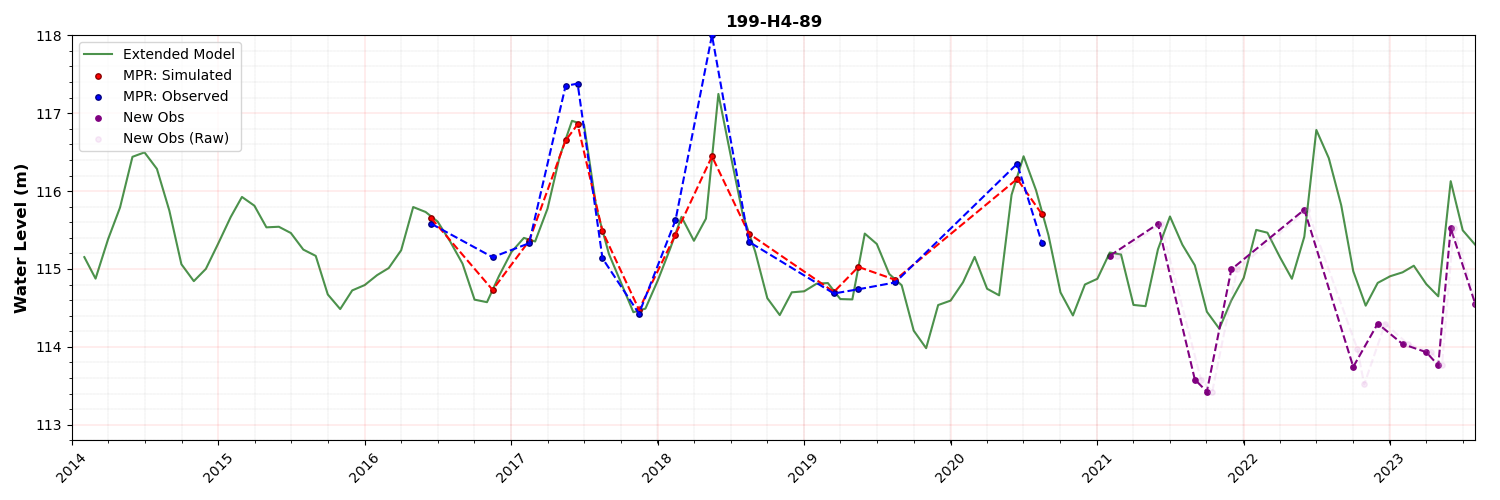 199-H4-89
Water Level (m)
118
117
116
115
114
113
Extended Model
MPR: Simulated
MPR: Observed
New Obs
New Obs (Raw)
2014
2015
2016
2017
2018
2019
2020
2021
2022
2023